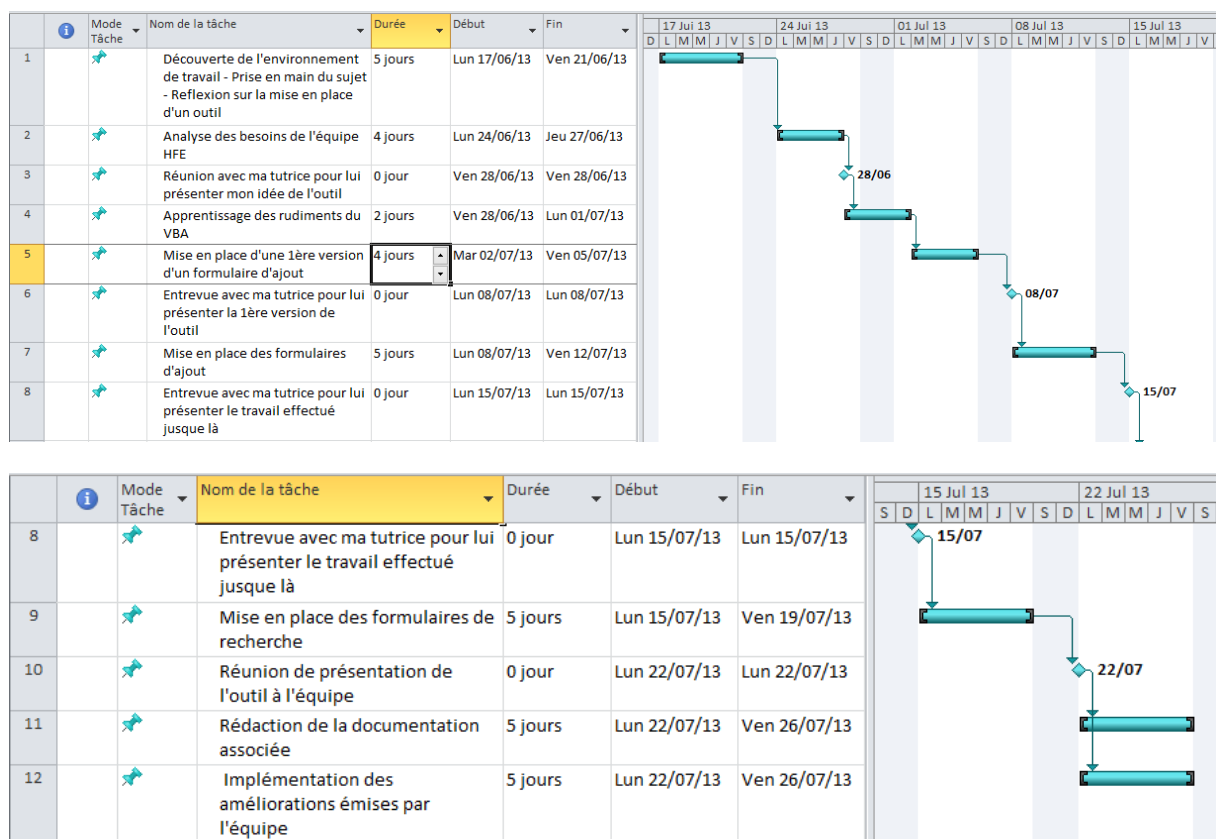 Mode Tâche Nom de la tâche Durée Début Fin 17 Jui 13 24 Jui 13 01 Jul 13 08 Jul 13 15 Jul 13
D L M M J V S D L M M J V S D L M M J V S D L M M J V S D L M M J V
1 Découverte de l'environnement 5 jours Lun 17/06/13 Ven 21/06/13
de travail - Prise en main du sujet
- Reflexion sur la mise en place
d'un outil
2 Analyse des besoins de l'équipe 4 jours Lun 24/06/13 Jeu 27/06/13
HFE
3 Réunion avec ma tutrice pour lui 0 jour Ven 28/06/13 Ven 28/06/13 28/06
présenter mon idée de l'outil
4 Apprentissage des rudiments du 2 jours Ven 28/06/13 Lun 01/07/13
VBA
5 Mise en place d'une 1ère version 4 jours Mar 02/07/13 Ven 05/07/13
d'un formulaire d'ajout
6 Entrevue avec ma tutrice pour lui 0 jour Lun 08/07/13 Lun 08/07/13 08/07
présenter la 1ère version de
l'outil
7 Mise en place des formulaires 5 jours Lun 08/07/13 Ven 12/07/13
d'ajout
8 Entrevue avec ma tutrice pour lui 0 jour Lun 15/07/13 Lun 15/07/13 15/07
présenter le travail effectué
jusque là
Mode Tâche Nom de la tâche Durée Début Fin 15 Jul 13 22 Jul 13
S D L M M J V S D L M M J V S
8 Entrevue avec ma tutrice pour lui 0 jour Lun 15/07/13 Lun 15/07/13 15/07
présenter le travail effectué
jusque là
9 Mise en place des formulaires de 5 jours Lun 15/07/13 Ven 19/07/13
recherche
10 Réunion de présentation de 0 jour Lun 22/07/13 Lun 22/07/13 22/07
l'outil à l'équipe
11 Rédaction de la documentation 5 jours Lun 22/07/13 Ven 26/07/13
associée
12 Implémentation des 5 jours Lun 22/07/13 Ven 26/07/13
améliorations émises par
l'équipe